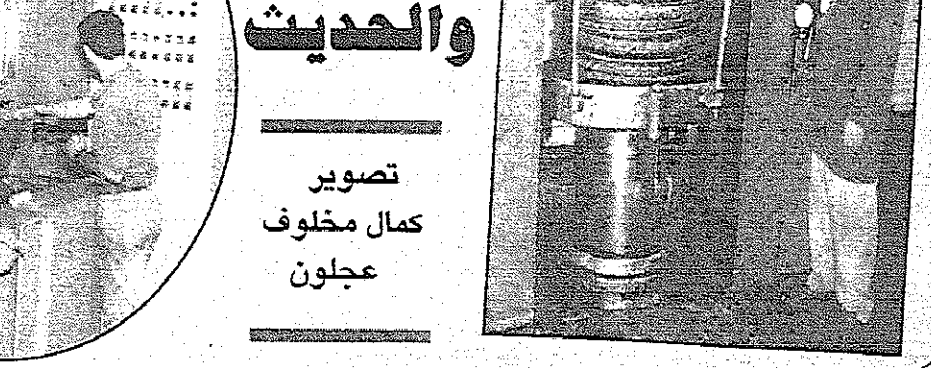 والحديث
تصوير
كمال مخلوف
عجلون